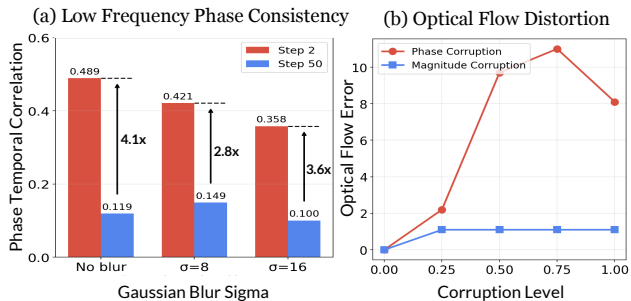 (a) Low Frequency Phase Consistency
Phase Temporal Correlation
0.6
0.4
0.2
0.0
Step 2
Step 50
0.489
0.119
4.1x
0.421
0.149
2.8x
0.358
0.100
3.6x
No blur
σ=8
σ=16
Gaussian Blur Sigma
(b) Optical Flow Distortion
Optical Flow Error
10
8
6
4
2
0
Phase Corruption
Magnitude Corruption
0.00
0.25
0.50
0.75
1.00
Corruption Level